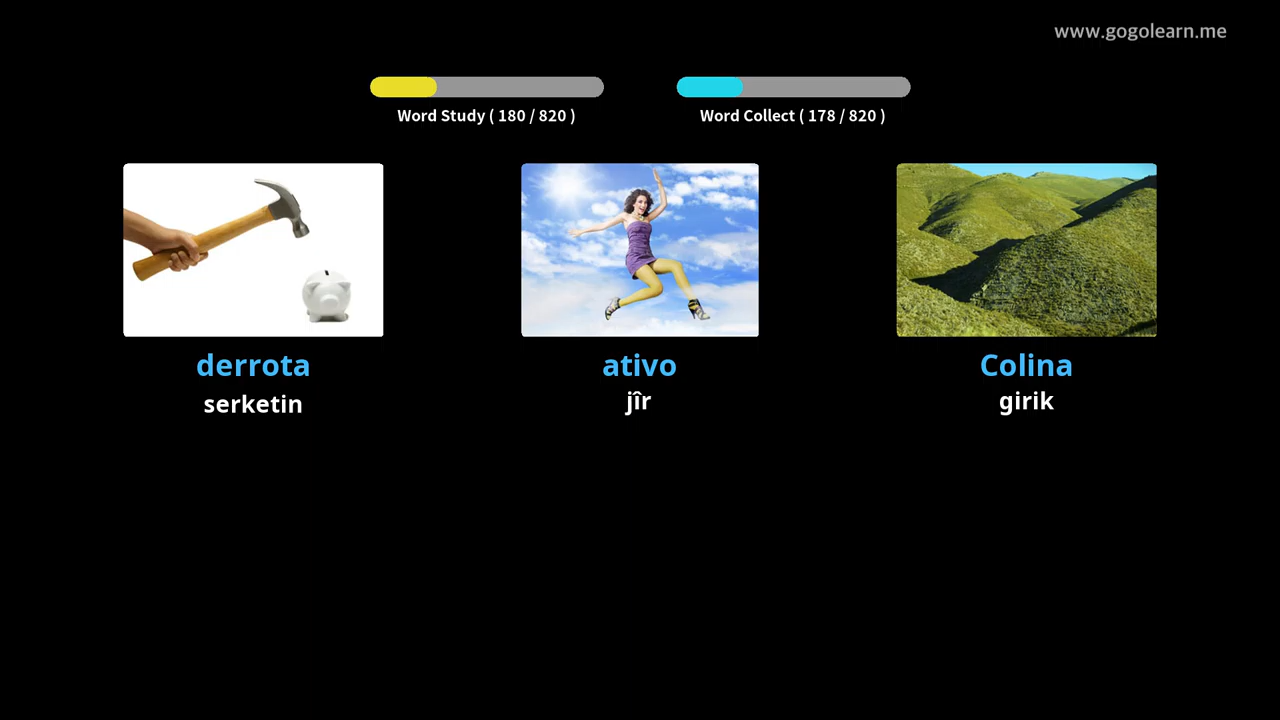 www.gogolearn.me
Word Study ( 180 / 820 )
Word Collect ( 178 / 820 )
derrota
serketin
ativo
jîr
Colina
girik